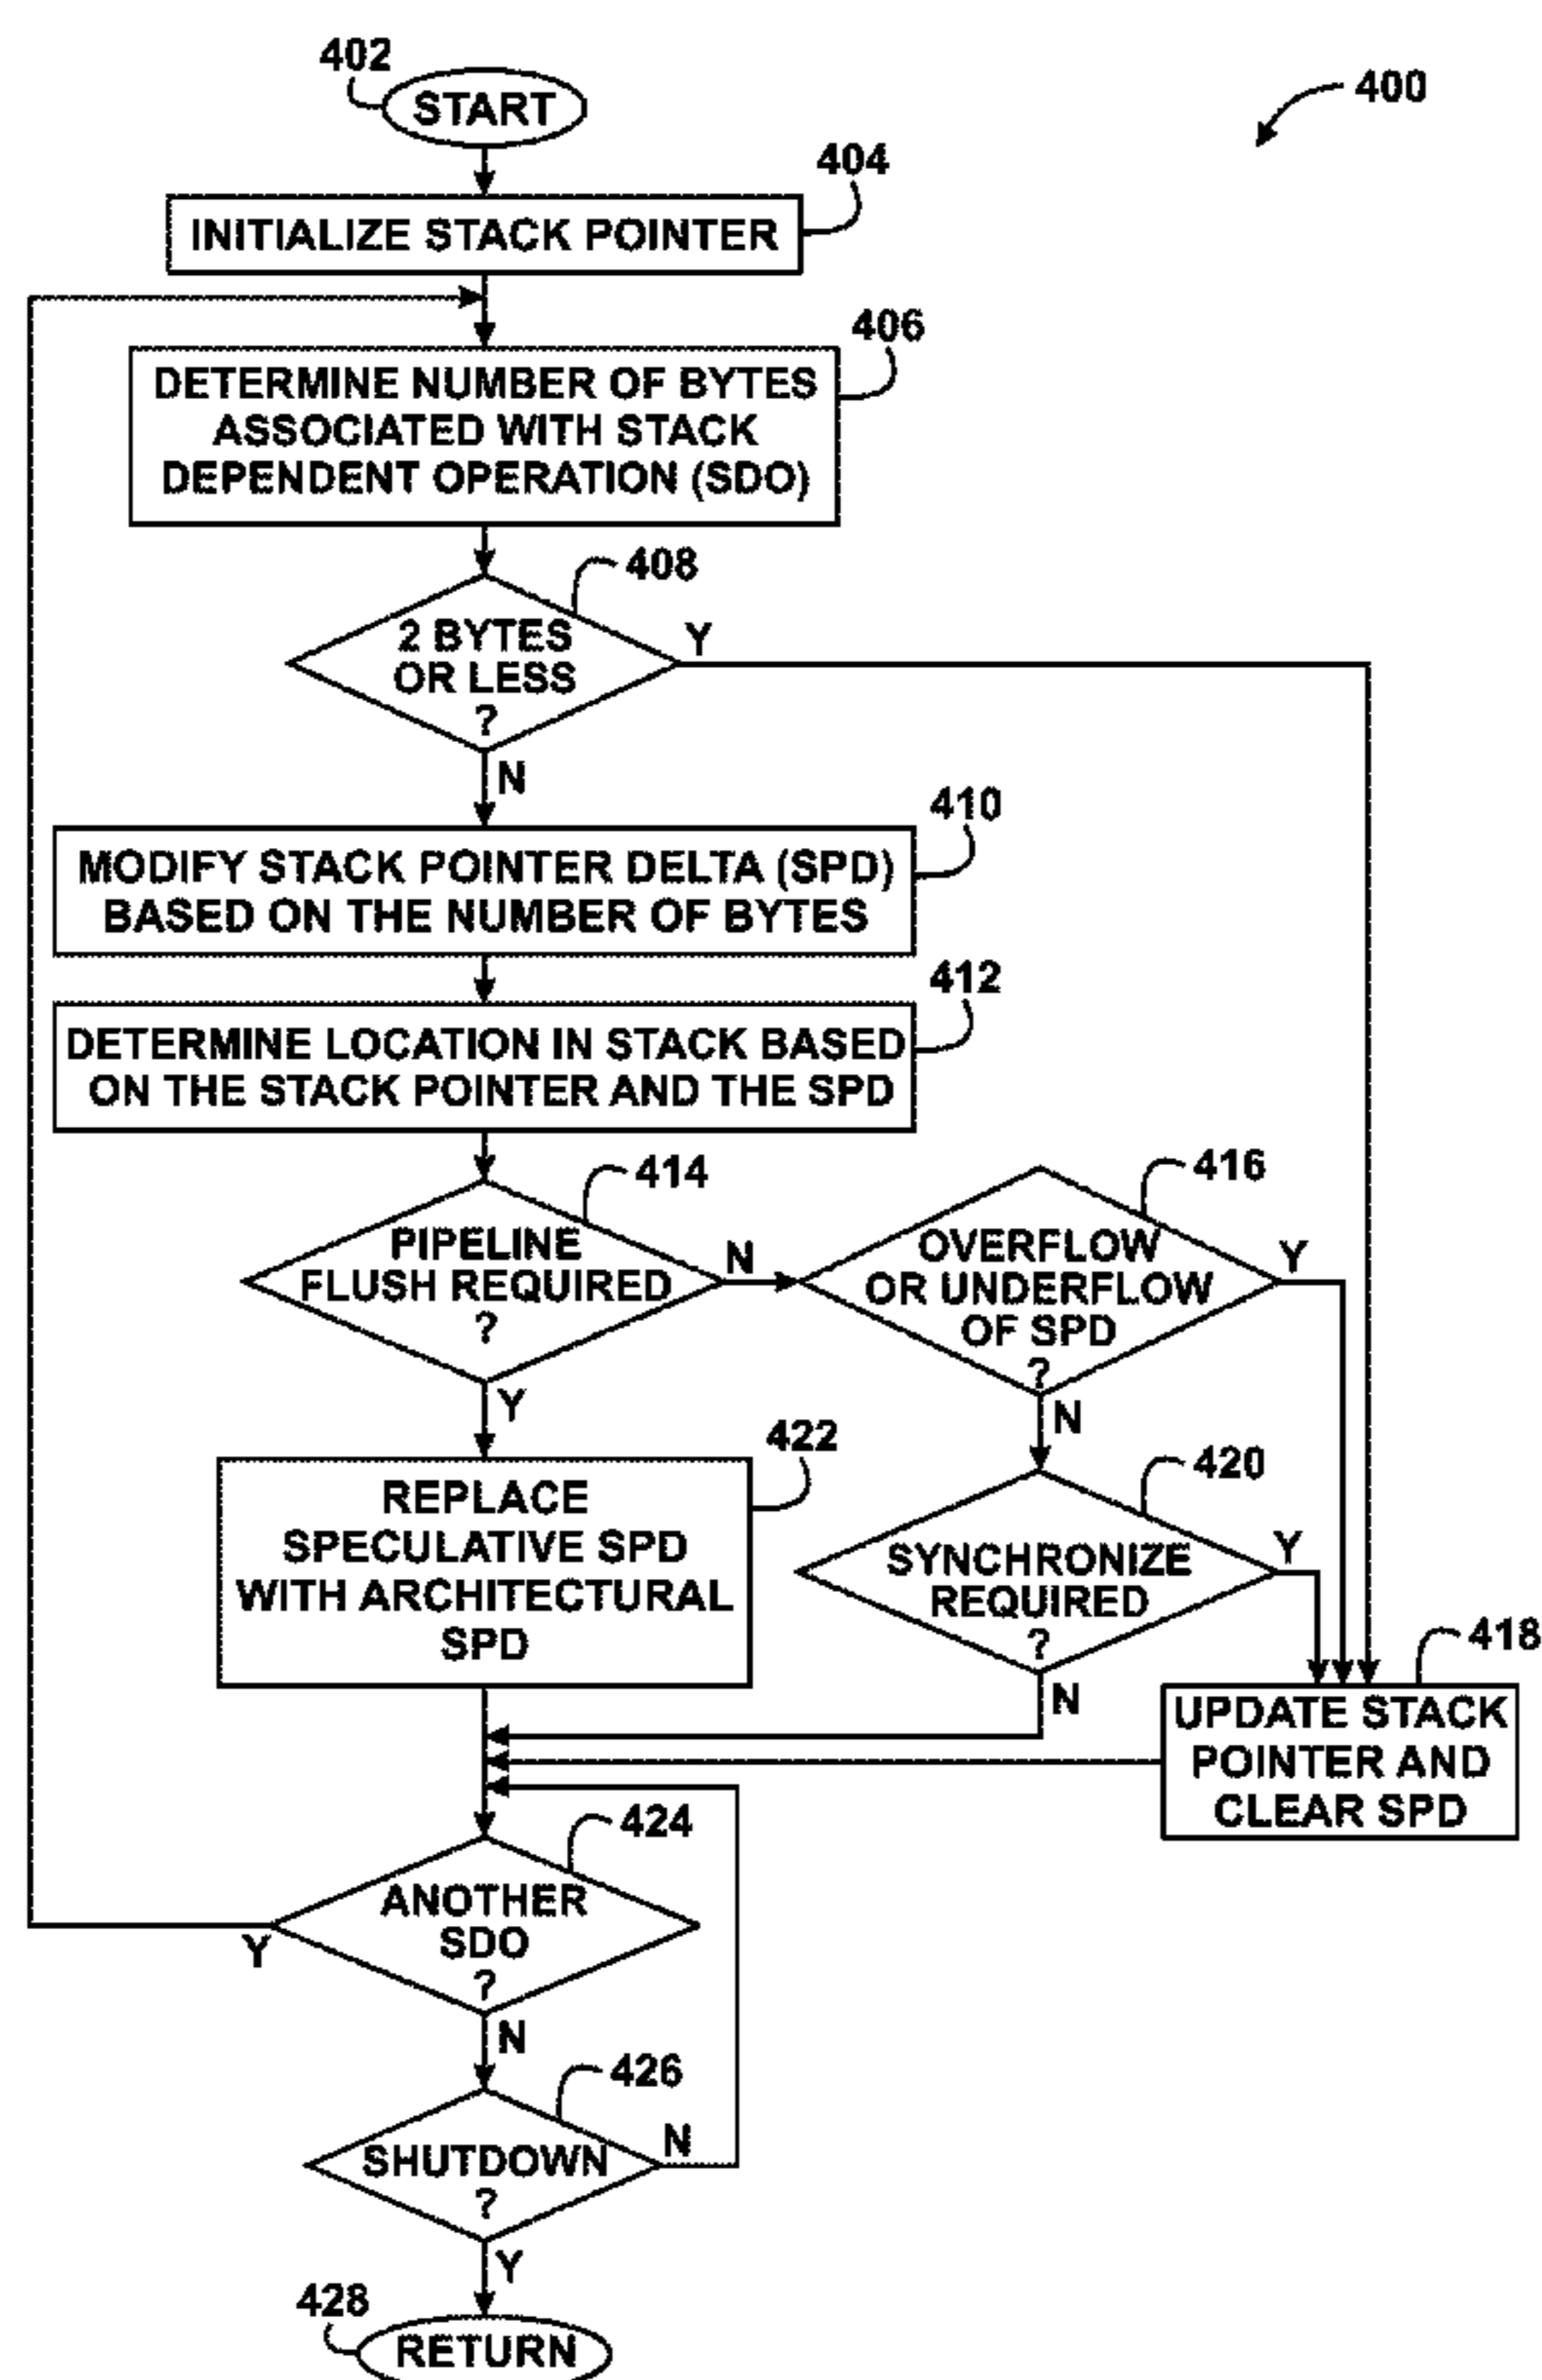 402
START
400
404
INITIALIZE STACK POINTER
406
DETERMINE NUMBER OF BYTES
ASSOCIATED WITH STACK
DEPENDENT OPERATION (SDO)
408
2 BYTES
OR LESS
?
Y
N
410
MODIFY STACK POINTER DELTA (SPD)
BASED ON THE NUMBER OF BYTES
412
DETERMINE LOCATION IN STACK BASED
ON THE STACK POINTER AND THE SPD
414
PIPELINE
FLUSH REQUIRED
?
N
Y
416
OVERFLOW
OR UNDERFLOW
OF SPD
?
Y
N
422
REPLACE
SPECULATIVE SPD
WITH ARCHITECTURAL
SPD
420
SYNCHRONIZE
REQUIRED
?
Y
N
418
UPDATE STACK
POINTER AND
CLEAR SPD
424
ANOTHER
SDO
?
Y
N
426
SHUTDOWN
?
N
Y
428
RETURN